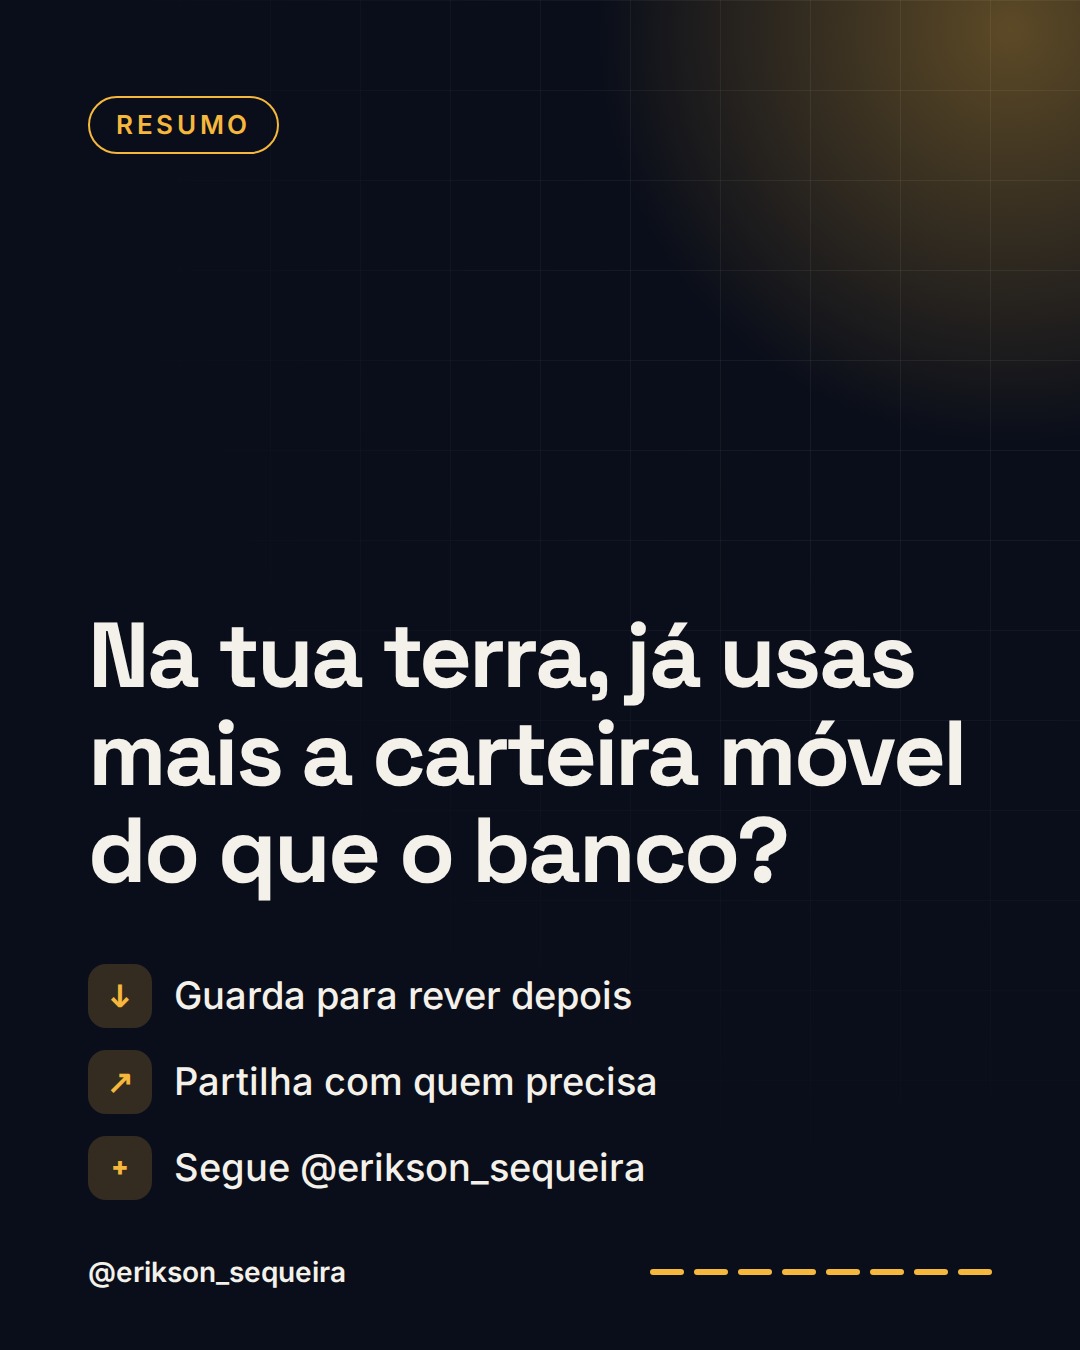 RESUMO
Na tua terra, já usas
mais a carteira móvel
do que o banco?
↓ Guarda para rever depois
↗ Partilha com quem precisa
+ Segue @erikson_sequeira
@erikson_sequeira